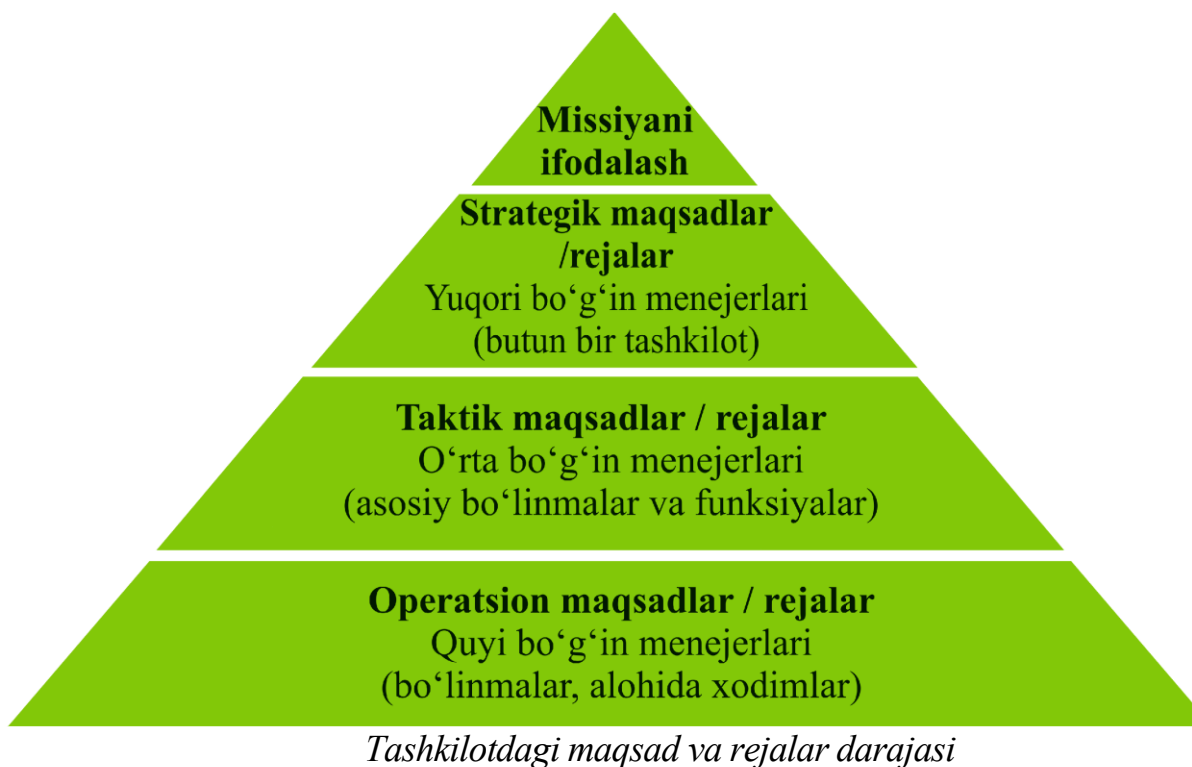 Missiyani
ifodalash
Strategik maqsadlar
/rejalar
Yuqori bo‘g‘in menejerlari
(butun bir tashkilot)
Taktik maqsadlar / rejalar
O‘rta bo‘g‘in menejerlari
(asosiy bo‘linmalar va funksiyalar)
Operatsion maqsadlar / rejalar
Quyi bo‘g‘in menejerlari
(bo‘linmalar, alohida xodimlar)
Tashkilotdagi maqsad va rejalar darajasi